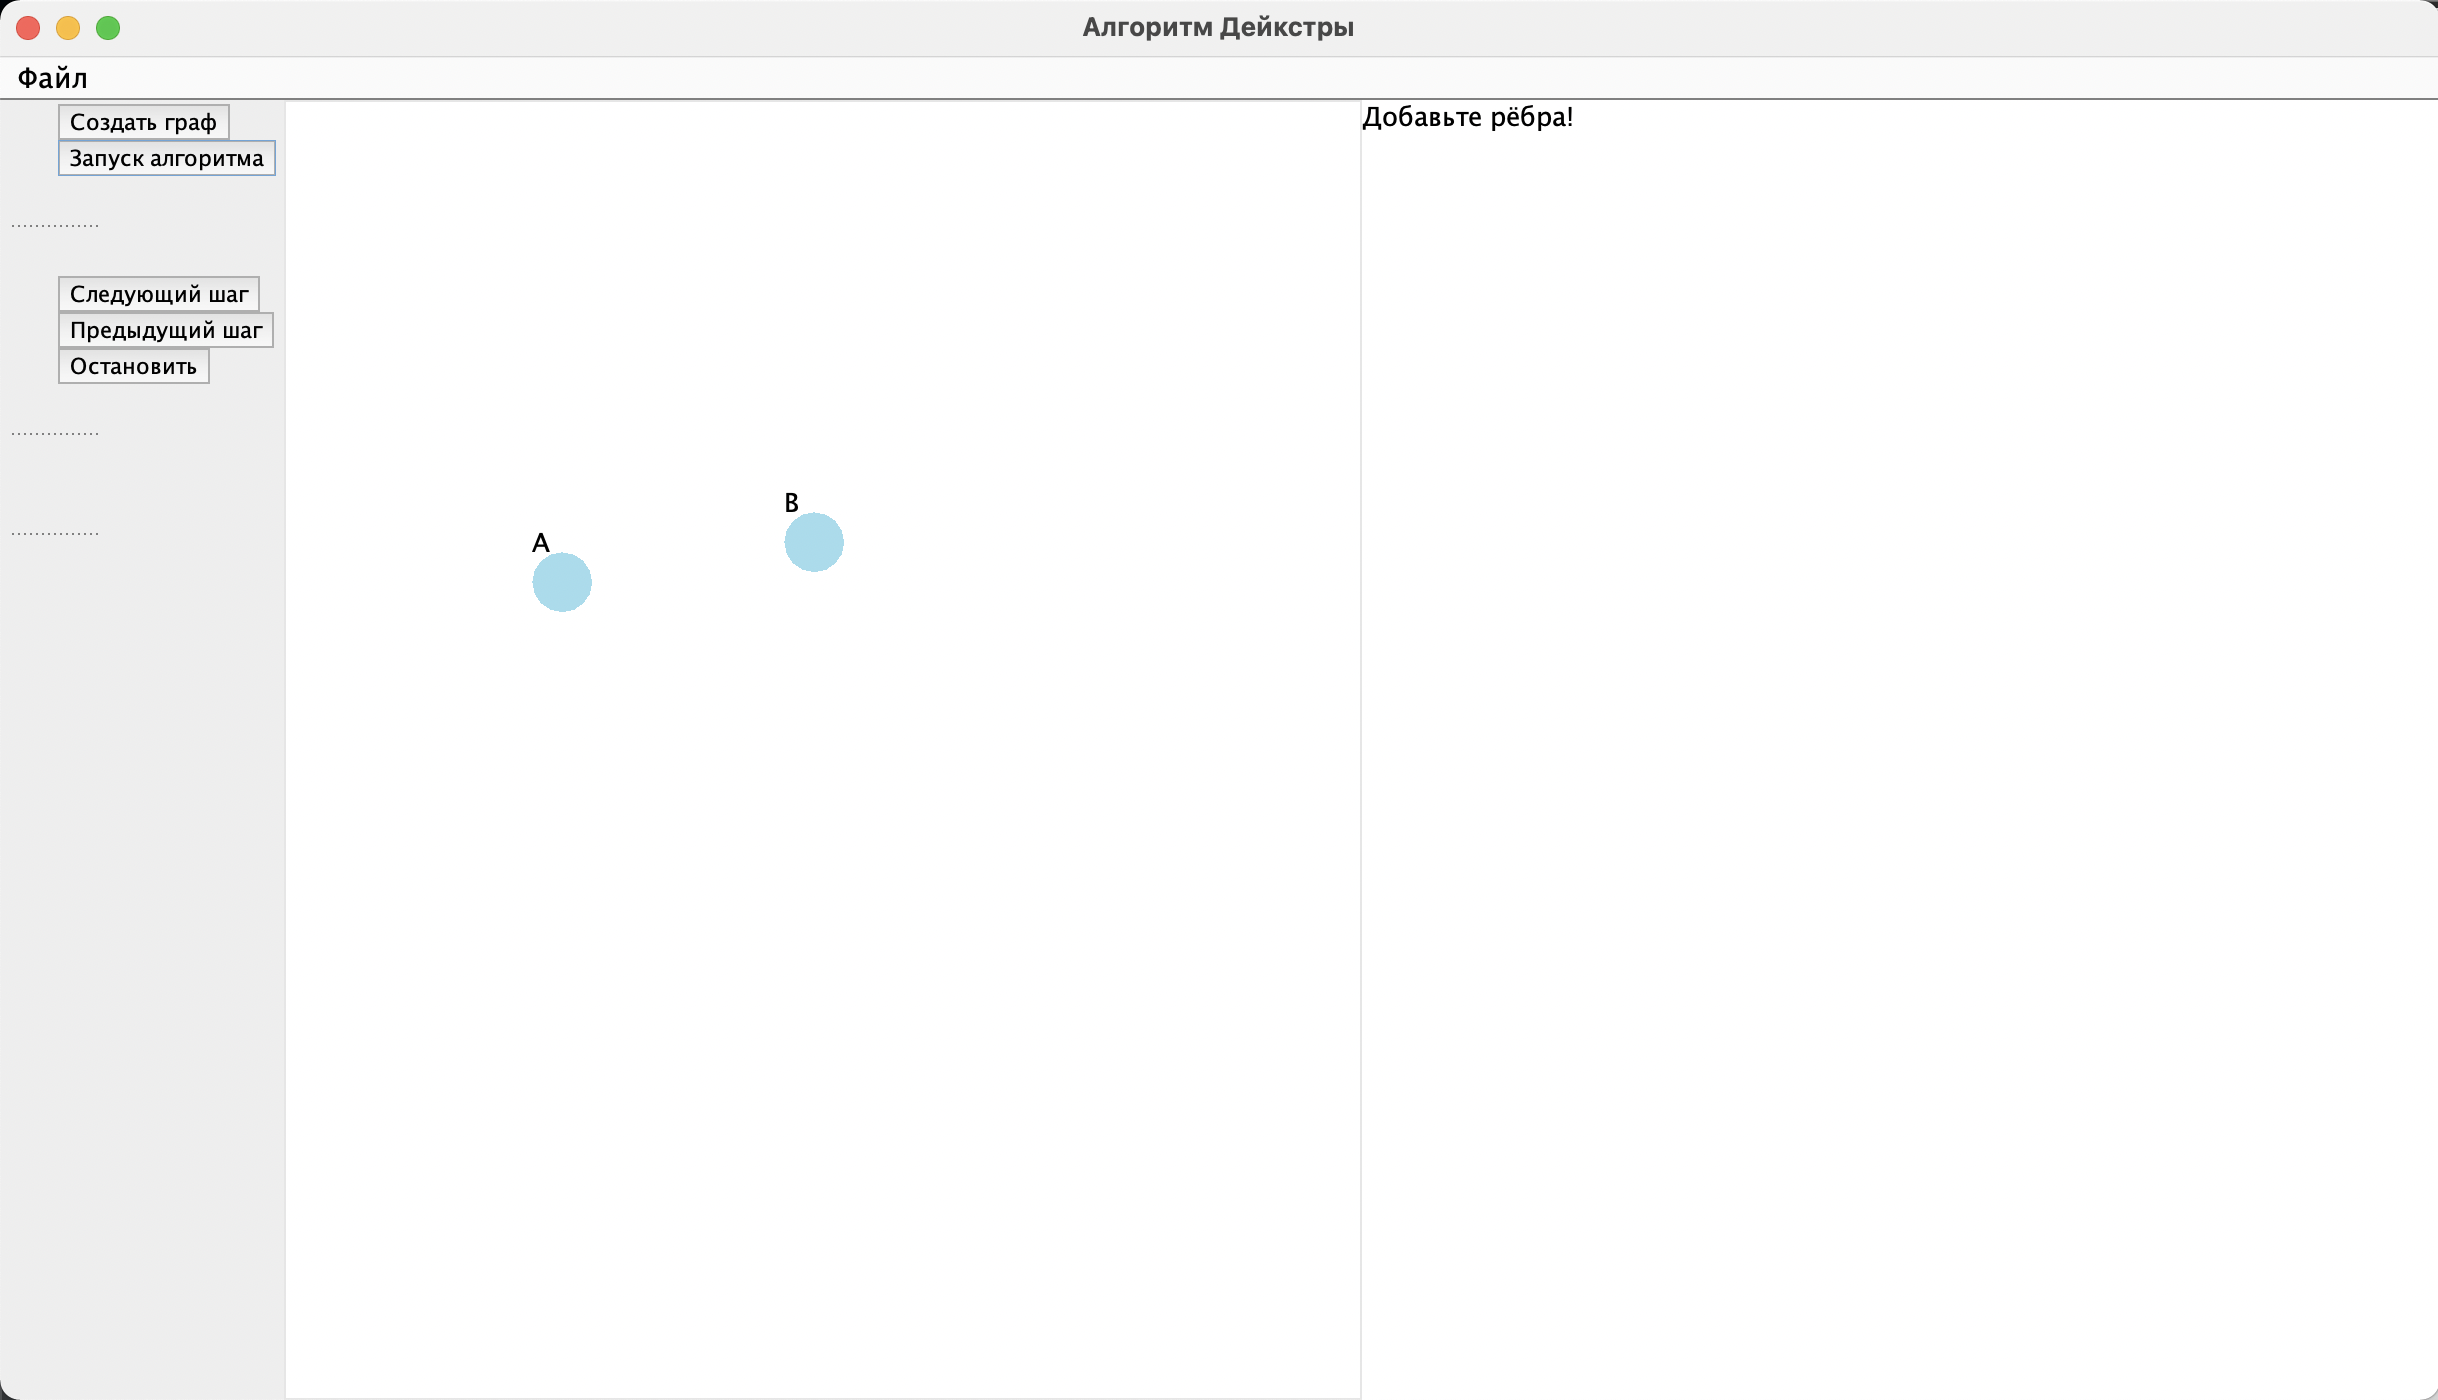 Алгоритм Дейкстры
Файл
Создать граф
Запуск алгоритма
Следующий шаг
Предыдущий шаг
Остановить
B
A
Добавьте рёбра!